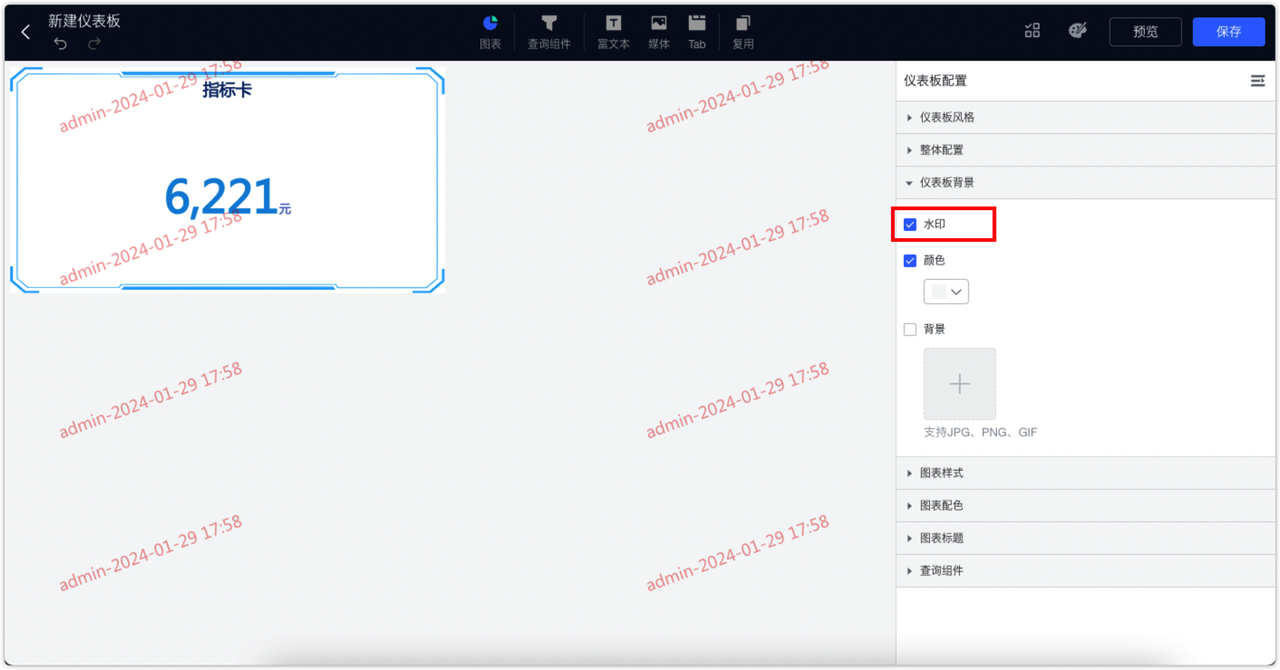 新建仪表板
图表
查询组件
富文本
媒体
Tab
复用
预览
保存
指标卡
6,221元
admin-2024-01-29 17:58
admin-2024-01-29 17:58
admin-2024-01-29 17:58
admin-2024-01-29 17:58
admin-2024-01-29 17:58
admin-2024-01-29 17:58
admin-2024-01-29 17:58
admin-2024-01-29 17:58
仪表板配置
仪表板风格
整体配置
仪表板背景
水印
颜色
背景
支持JPG、PNG、GIF
图表样式
图表配色
图表标题
查询组件